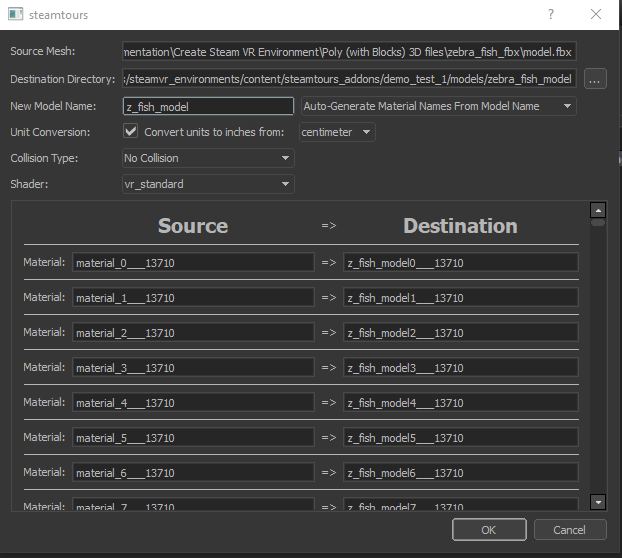 steamtours
Source Mesh: mentation\Create Steam VR Environment\Poly (with Blocks) 3D files\zebra_fish_fbx\model.fbx
Destination Directory: s/steamvr_environments/content/steamtours_addons/demo_test_1/models/zebra_fish_model ...
New Model Name: z_fish_model Auto-Generate Material Names From Model Name
Unit Conversion: Convert units to inches from: centimeter
Collision Type: No Collision
Shader: vr_standard
Source => Destination
Material: material_0___13710 => z_fish_model0___13710
Material: material_1___13710 => z_fish_model1___13710
Material: material_2___13710 => z_fish_model2___13710
Material: material_3___13710 => z_fish_model3___13710
Material: material_4___13710 => z_fish_model4___13710
Material: material_5___13710 => z_fish_model5___13710
Material: material_6___13710 => z_fish_model6___13710
Material: material_7___13710 => z_fish_model7___13710
OK Cancel